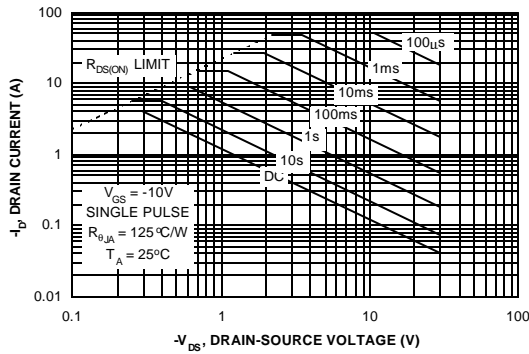 100
10
1
0.1
0.01
-I_D, DRAIN CURRENT (A)
R_DS(ON) LIMIT
100μs
1ms
10ms
100ms
1s
10s
DC
V_GS = -10V
SINGLE PULSE
R_θJA = 125 °C/W
T_A = 25°C
0.1
1
10
100
-V_DS, DRAIN-SOURCE VOLTAGE (V)